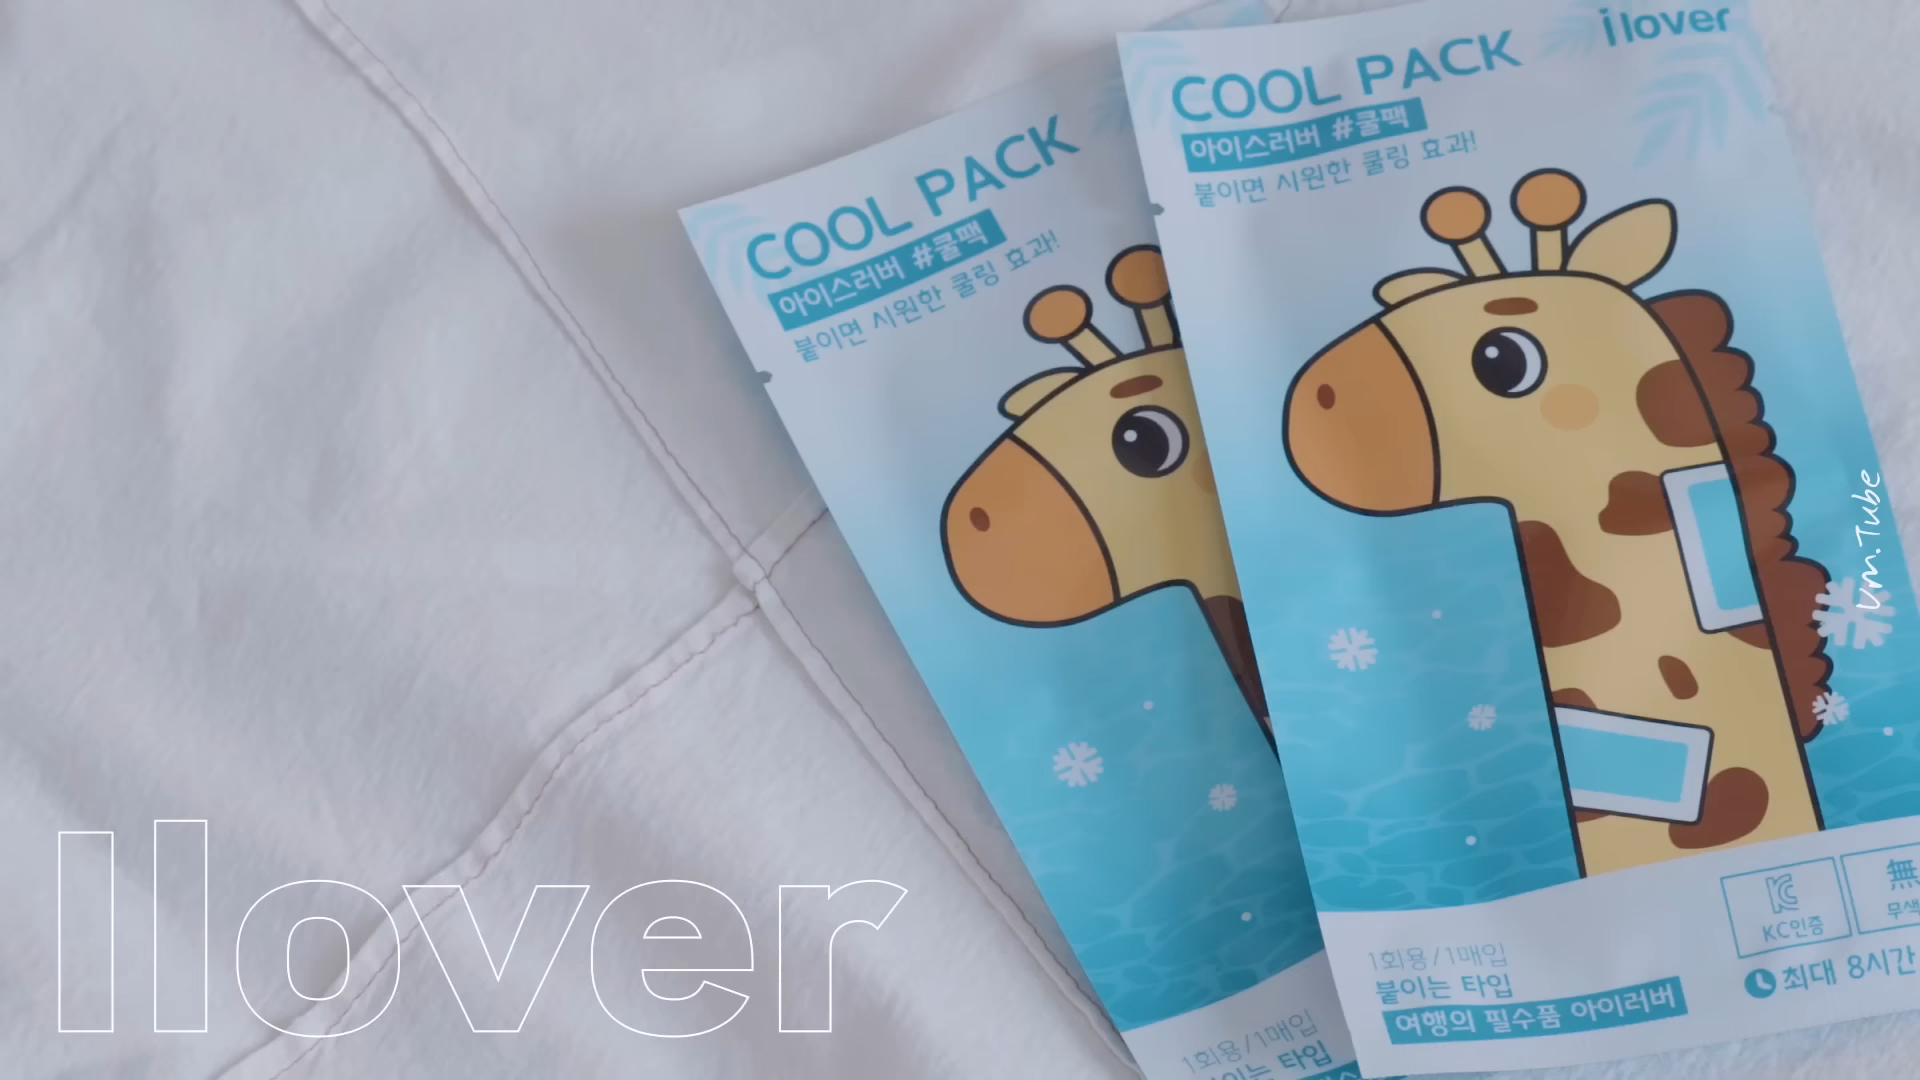 COOL PACK
아이스러버 #쿨팩
붙이면 시원한 쿨링 효과!
1회용/1매입
타입
ilover
COOL PACK
아이스러버 #쿨팩
붙이면 시원한 쿨링 효과!
KC인증
無
무색
최대 8시간
1회용/1매입
붙이는 타입
여행의 필수품 아이러버
vm.Tube
Ilover